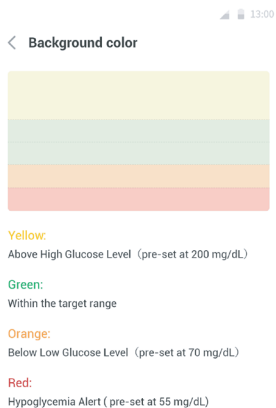 13:00
Background color
Yellow:
Above High Glucose Level（pre-set at 200 mg/dL）
Green:
Within the target range
Orange:
Below Low Glucose Level（pre-set at 70 mg/dL）
Red:
Hypoglycemia Alert ( pre-set at 55 mg/dL)